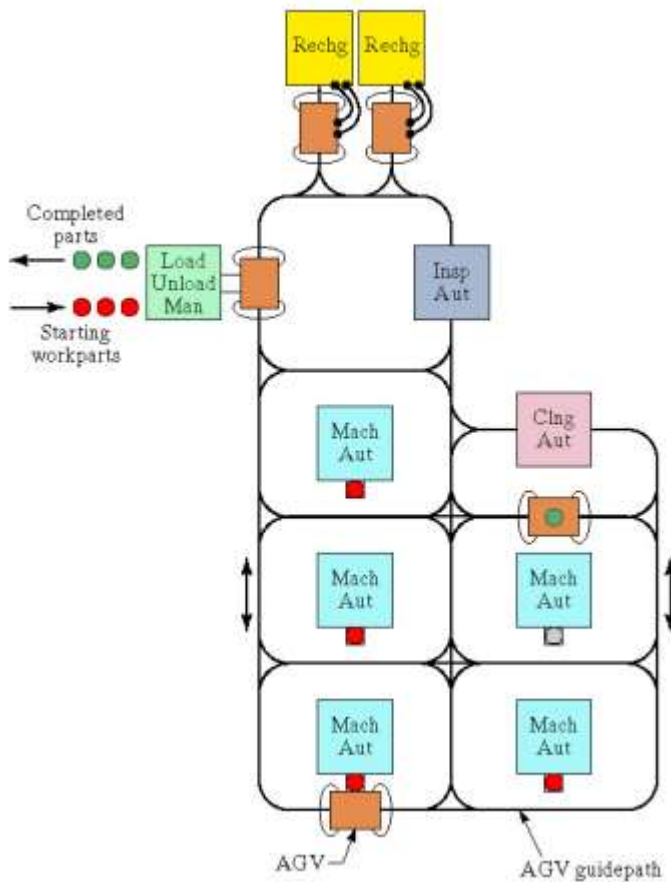 Rechg
Rechg
Completed
parts
Load
Unload
Man
Insp
Aut
Starting
workparts
Mach
Aut
Clng
Aut
Mach
Aut
Mach
Aut
Mach
Aut
Mach
Aut
AGV
AGV guidepath